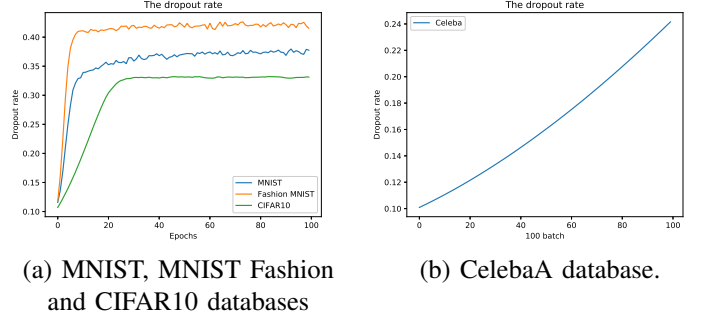 The dropout rate
0.40
0.35
0.30
0.25
0.20
0.15
0.10
Dropout rate
MNIST
Fashion MNIST
CIFAR10
0 20 40 60 80 100
Epochs
(a) MNIST, MNIST Fashion
and CIFAR10 databases
The dropout rate
Celeba
0.24
0.22
0.20
0.18
0.16
0.14
0.12
0.10
Dropout rate
0 20 40 60 80 100
100 batch
(b) CelebaA database.